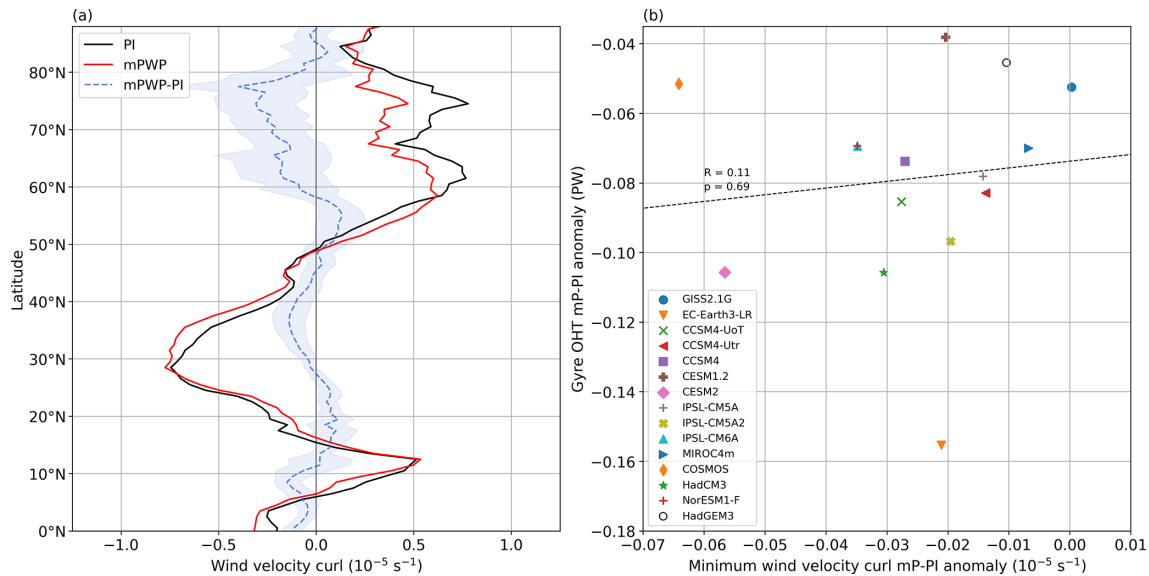 (a)
PI
mPWP
mPWP-PI
80°N
70°N
60°N
50°N
40°N
30°N
20°N
10°N
0°N
Latitude
−1.0
−0.5
0.0
0.5
1.0
Wind velocity curl (10⁻⁵ s⁻¹)
(b)
−0.04
−0.06
−0.08
−0.10
−0.12
−0.14
−0.16
−0.18
Gyre OHT mP-PI anomaly (PW)
R = 0.11
p = 0.69
GISS2.1G
EC-Earth3-LR
CCSM4-UoT
CCSM4-Utr
CCSM4
CESM1.2
CESM2
IPSL-CM5A
IPSL-CM5A2
IPSL-CM6A
MIROC4m
COSMOS
HadCM3
NorESM1-F
HadGEM3
−0.07
−0.06
−0.05
−0.04
−0.03
−0.02
−0.01
0.00
0.01
Minimum wind velocity curl mP-PI anomaly (10⁻⁵ s⁻¹)